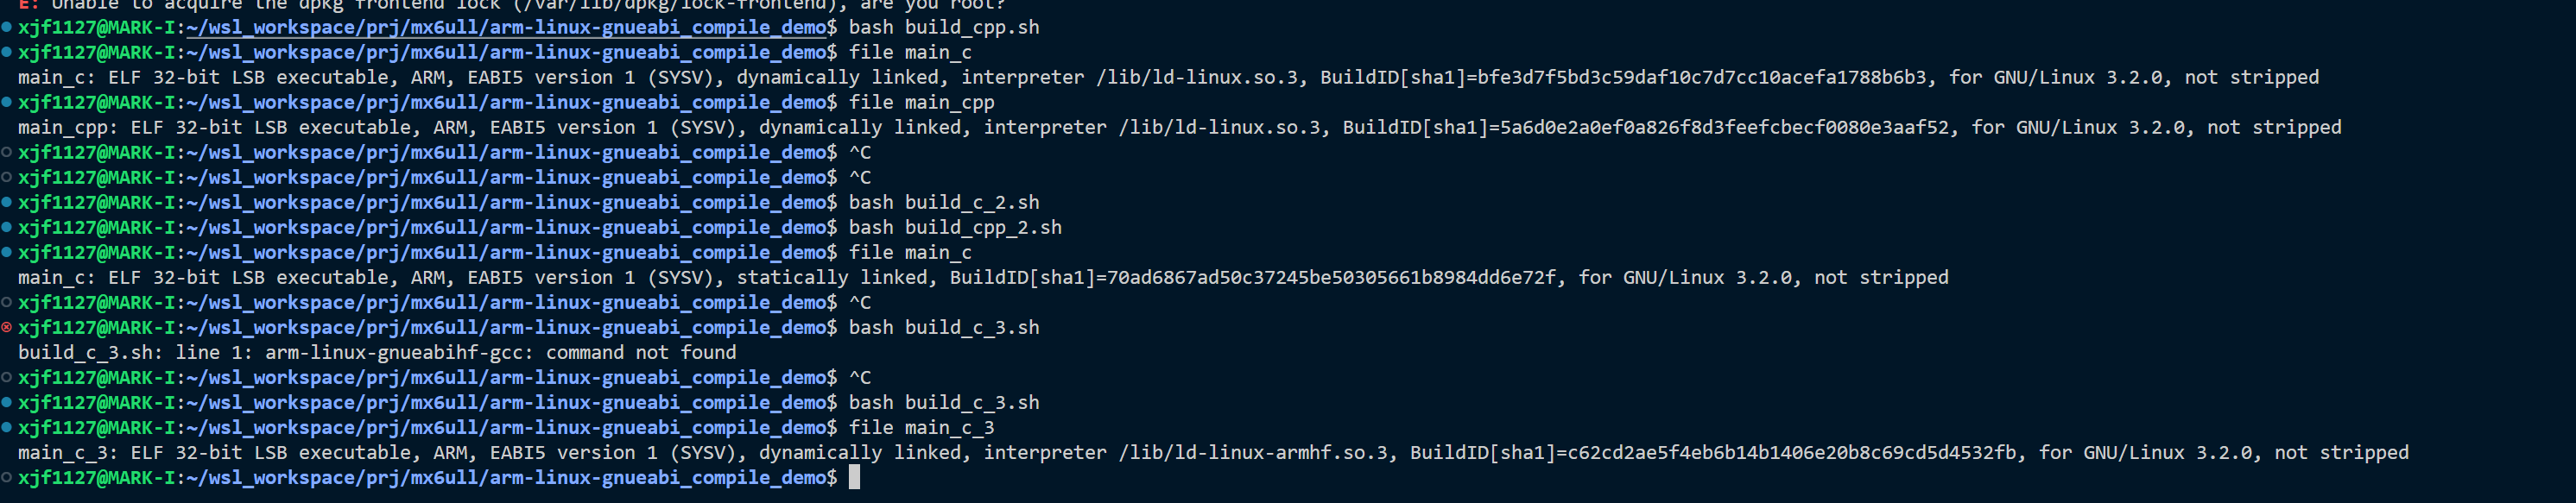 E: Unable to acquire the dpkg frontend lock (/var/lib/dpkg/lock-frontend), are you root?
xjf1127@MARK-I:~/wsl_workspace/prj/mx6ull/arm-linux-gnueabi_compile_demo$ bash build_cpp.sh
xjf1127@MARK-I:~/wsl_workspace/prj/mx6ull/arm-linux-gnueabi_compile_demo$ file main_c
main_c: ELF 32-bit LSB executable, ARM, EABI5 version 1 (SYSV), dynamically linked, interpreter /lib/ld-linux.so.3, BuildID[sha1]=bfe3d7f5bd3c59daf10c7d7cc10acefa1788b6b3, for GNU/Linux 3.2.0, not stripped
xjf1127@MARK-I:~/wsl_workspace/prj/mx6ull/arm-linux-gnueabi_compile_demo$ file main_cpp
main_cpp: ELF 32-bit LSB executable, ARM, EABI5 version 1 (SYSV), dynamically linked, interpreter /lib/ld-linux.so.3, BuildID[sha1]=5a6d0e2a0ef0a826f8d3feefcbecf0080e3aaf52, for GNU/Linux 3.2.0, not stripped
xjf1127@MARK-I:~/wsl_workspace/prj/mx6ull/arm-linux-gnueabi_compile_demo$ ^C
xjf1127@MARK-I:~/wsl_workspace/prj/mx6ull/arm-linux-gnueabi_compile_demo$ ^C
xjf1127@MARK-I:~/wsl_workspace/prj/mx6ull/arm-linux-gnueabi_compile_demo$ bash build_c_2.sh
xjf1127@MARK-I:~/wsl_workspace/prj/mx6ull/arm-linux-gnueabi_compile_demo$ bash build_cpp_2.sh
xjf1127@MARK-I:~/wsl_workspace/prj/mx6ull/arm-linux-gnueabi_compile_demo$ file main_c
main_c: ELF 32-bit LSB executable, ARM, EABI5 version 1 (SYSV), statically linked, BuildID[sha1]=70ad6867ad50c37245be50305661b8984dd6e72f, for GNU/Linux 3.2.0, not stripped
xjf1127@MARK-I:~/wsl_workspace/prj/mx6ull/arm-linux-gnueabi_compile_demo$ ^C
xjf1127@MARK-I:~/wsl_workspace/prj/mx6ull/arm-linux-gnueabi_compile_demo$ bash build_c_3.sh
build_c_3.sh: line 1: arm-linux-gnueabihf-gcc: command not found
xjf1127@MARK-I:~/wsl_workspace/prj/mx6ull/arm-linux-gnueabi_compile_demo$ ^C
xjf1127@MARK-I:~/wsl_workspace/prj/mx6ull/arm-linux-gnueabi_compile_demo$ bash build_c_3.sh
xjf1127@MARK-I:~/wsl_workspace/prj/mx6ull/arm-linux-gnueabi_compile_demo$ file main_c_3
main_c_3: ELF 32-bit LSB executable, ARM, EABI5 version 1 (SYSV), dynamically linked, interpreter /lib/ld-linux-armhf.so.3, BuildID[sha1]=c62cd2ae5f4eb6b14b1406e20b8c69cd5d4532fb, for GNU/Linux 3.2.0, not stripped
xjf1127@MARK-I:~/wsl_workspace/prj/mx6ull/arm-linux-gnueabi_compile_demo$